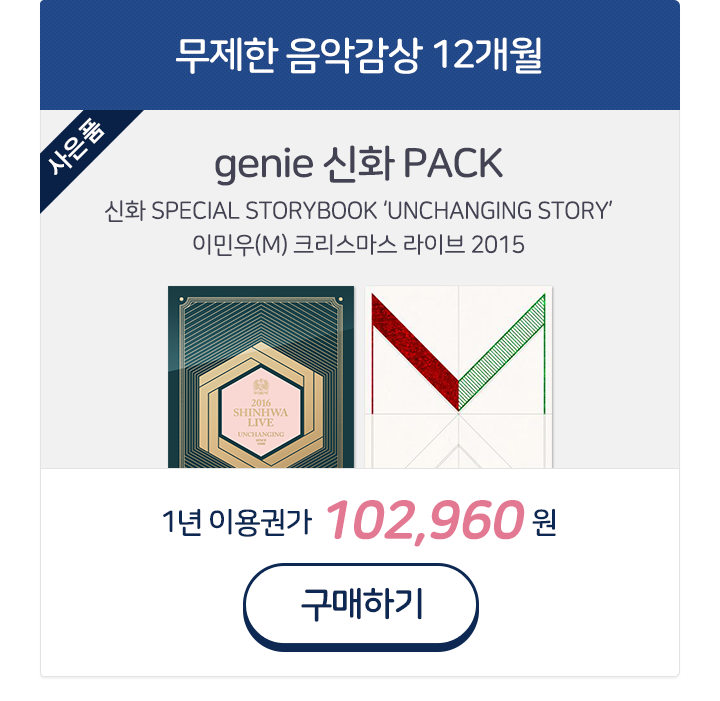 무제한 음악감상 12개월
사은품
genie 신화 PACK
신화 SPECIAL STORYBOOK ‘UNCHANGING STORY’
이민우(M) 크리스마스 라이브 2015
2016
SHINHWA
LIVE
UNCHANGING
1년 이용권가 102,960 원
구매하기